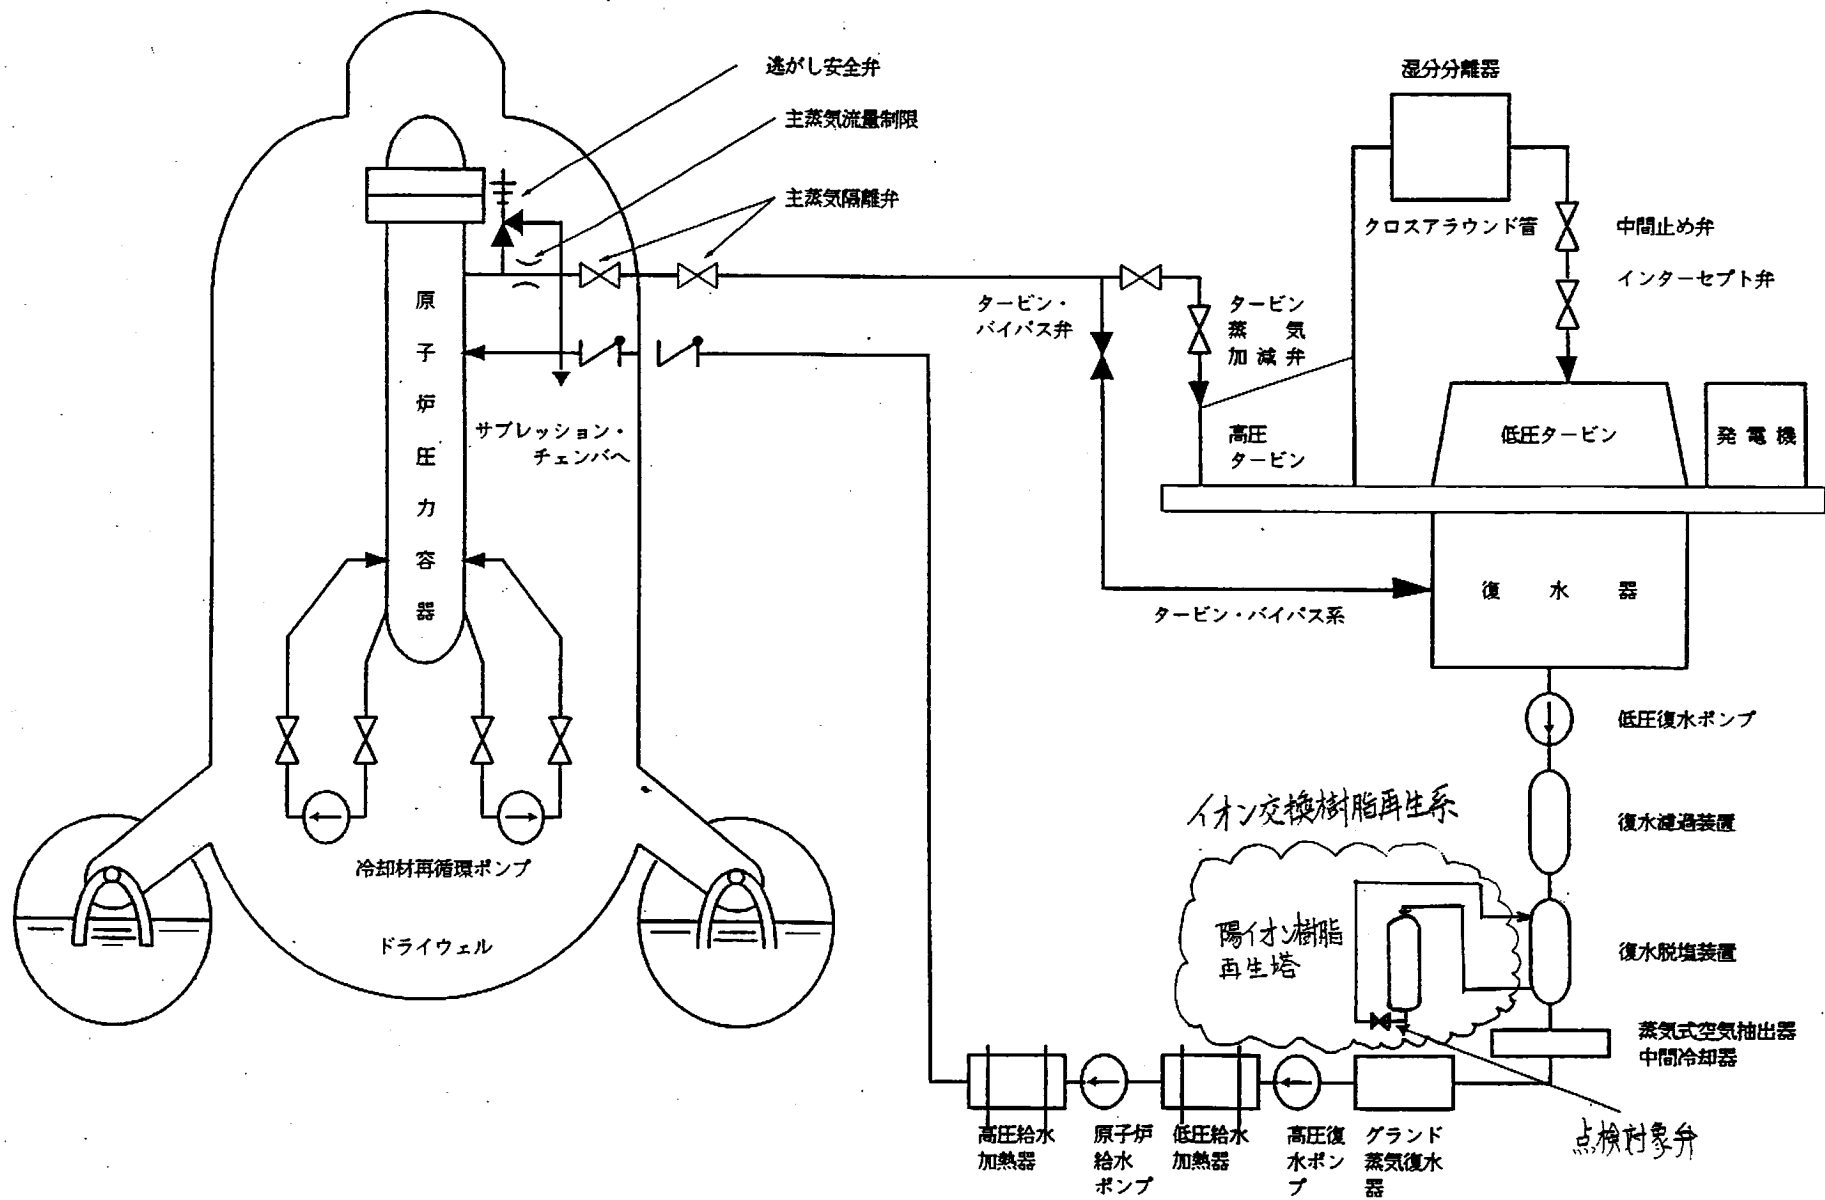 逃がし安全弁
主蒸気流量制限
主蒸気隔離弁
湿分分離器
クロスアラウンド管
中間止め弁
インターセプト弁
タービン・
バイパス弁
タービン
蒸気
加減弁
高圧
タービン
低圧タービン
発電機
原子炉圧力容器
サプレッション・
チェンバへ
復水器
タービン・バイパス系
低圧復水ポンプ
復水濾過装置
イオン交換樹脂再生系
陽イオン樹脂
再生塔
復水脱塩装置
冷却材再循環ポンプ
ドライウェル
蒸気式空気抽出器
中間冷却器
高圧給水
加熱器
原子炉
給水
ポンプ
低圧給水
加熱器
高圧復
水ポン
プ
グランド
蒸気復水
器
点検対象弁